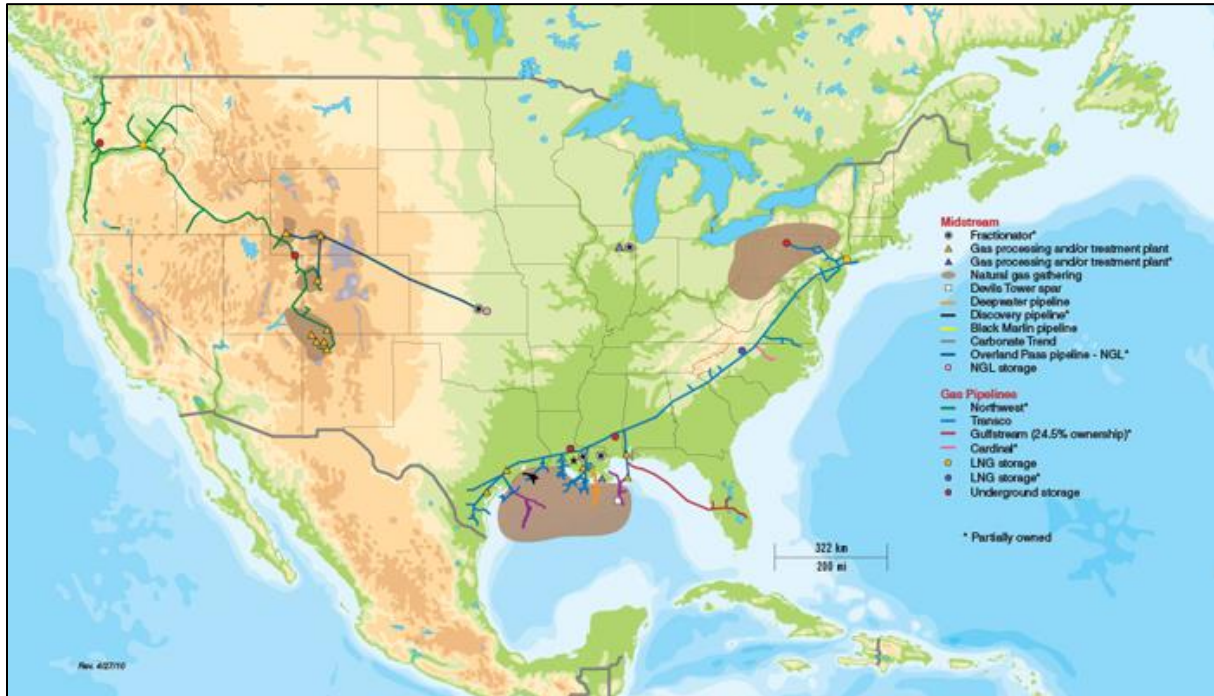 Midstream
Fractionator*
Gas processing and/or treatment plant
Gas processing and/or treatment plant*
Natural gas gathering
Devils Tower spar
Deepwater pipeline
Discovery pipeline*
Black Marlin pipeline
Carbonate Trend
Overland Pass pipeline - NGL*
NGL storage
Gas Pipelines
Northwest*
Transco
Gulfstream (24.5% ownership)*
Cardinal*
LNG storage
LNG storage*
Underground storage
* Partially owned
322 km
200 mi
Rev. 4/27/10